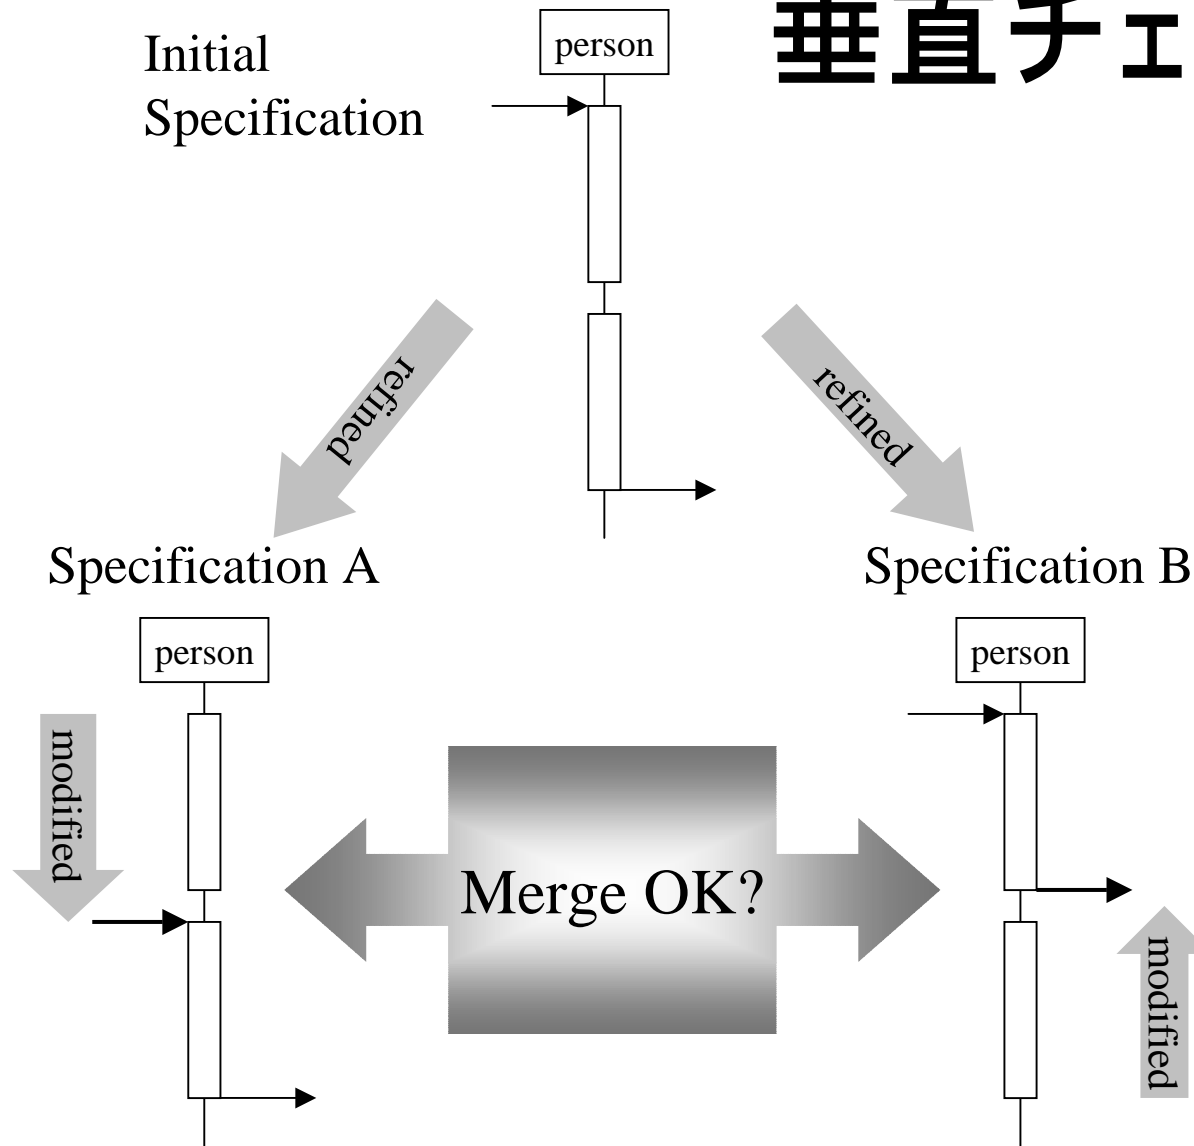 垂直チェ
Initial
Specification
person
refined
refined
Specification A
Specification B
person
person
modified
Merge OK?
modified